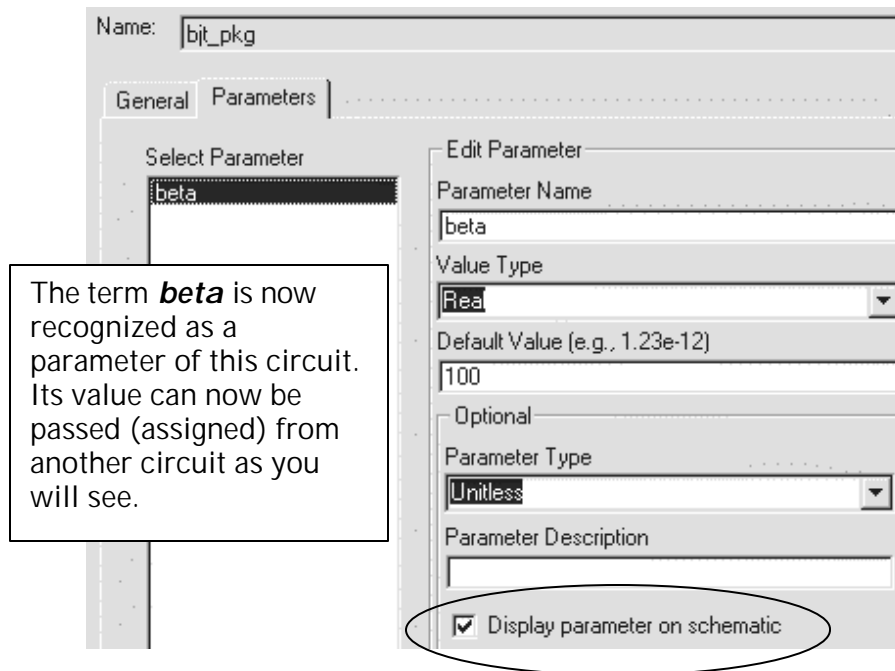 Name: bjt_pkg
General Parameters
Select Parameter
beta
Edit Parameter
Parameter Name
beta
Value Type
Real
Default Value (e.g., 1.23e-12)
100
Optional
Parameter Type
Unitless
Parameter Description
Display parameter on schematic
The term beta is now
recognized as a
parameter of this circuit.
Its value can now be
passed (assigned) from
another circuit as you
will see.